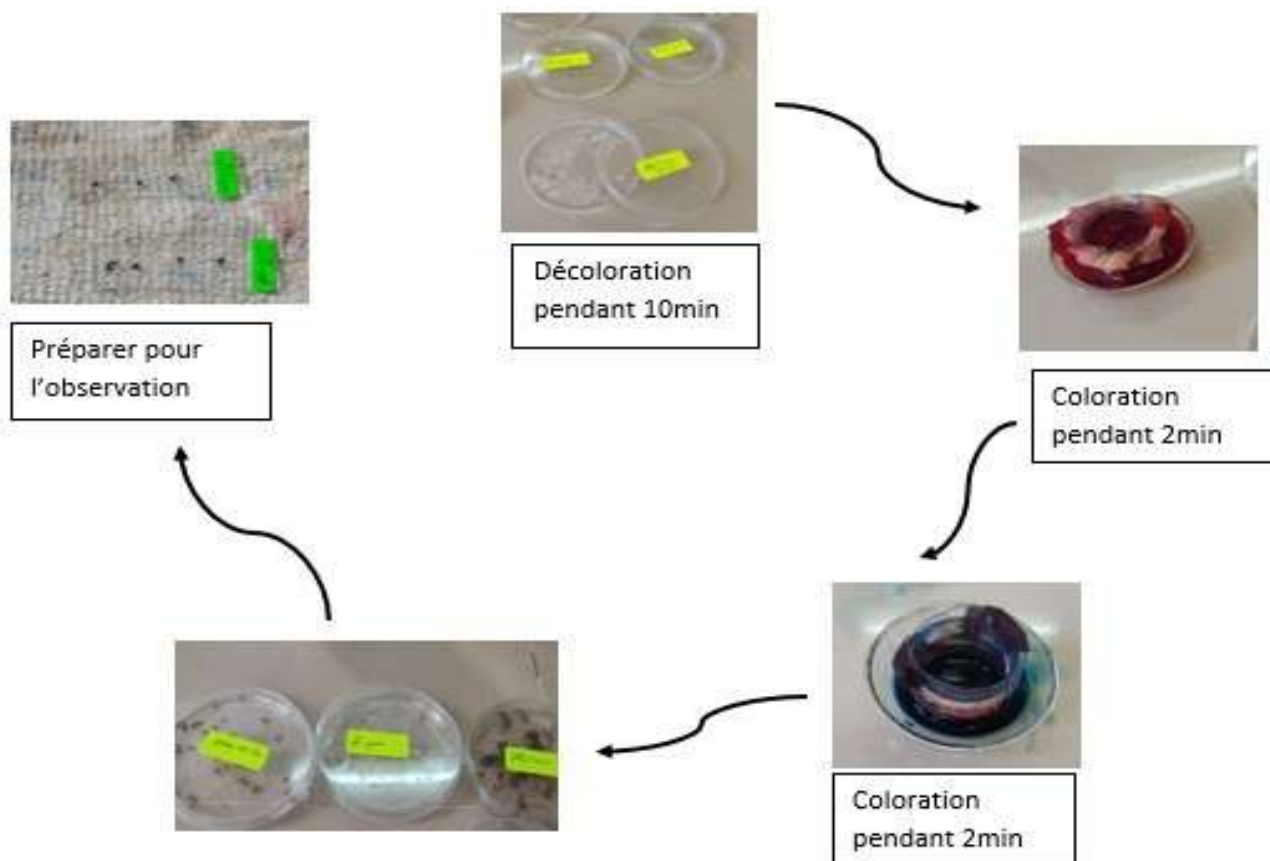 Décoloration
pendant 10min
Coloration
pendant 2min
Coloration
pendant 2min
Préparer pour
l'observation